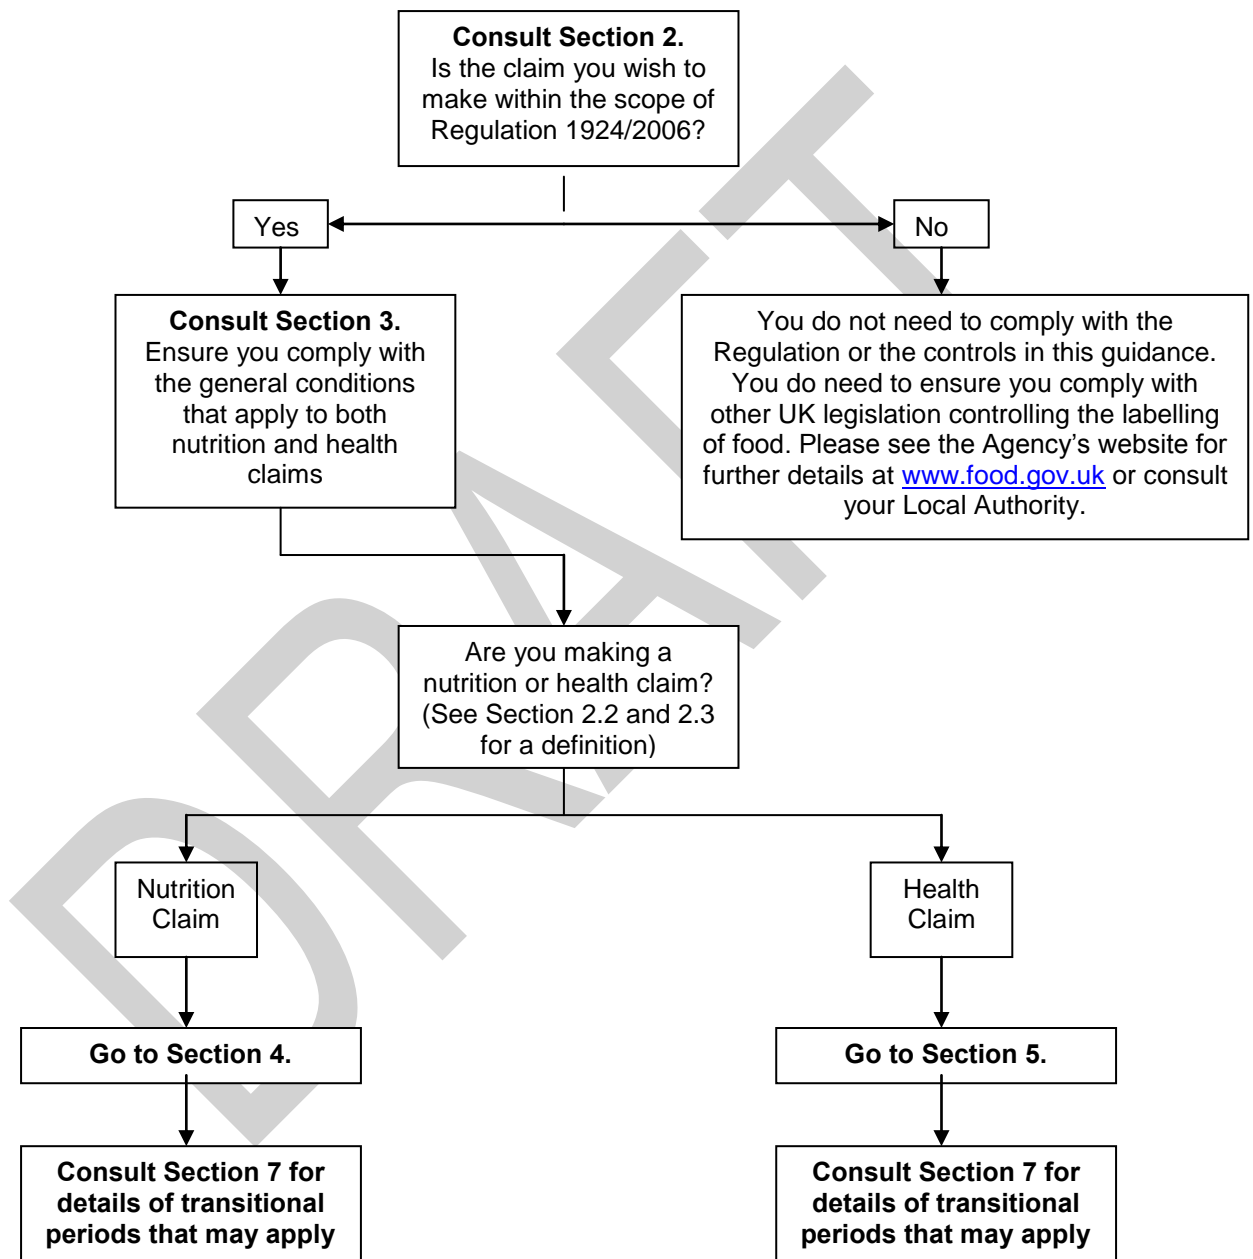 Consult Section 2.
Is the claim you wish to
make within the scope of
Regulation 1924/2006?
Yes
No
Consult Section 3.
Ensure you comply with
the general conditions
that apply to both
nutrition and health
claims
You do not need to comply with the
Regulation or the controls in this guidance.
You do need to ensure you comply with
other UK legislation controlling the labelling
of food. Please see the Agency’s website for
further details at www.food.gov.uk or consult
your Local Authority.
Are you making a
nutrition or health claim?
(See Section 2.2 and 2.3
for a definition)
Nutrition
Claim
Health
Claim
Go to Section 4.
Go to Section 5.
Consult Section 7 for
details of transitional
periods that may apply
Consult Section 7 for
details of transitional
periods that may apply
DRAFT